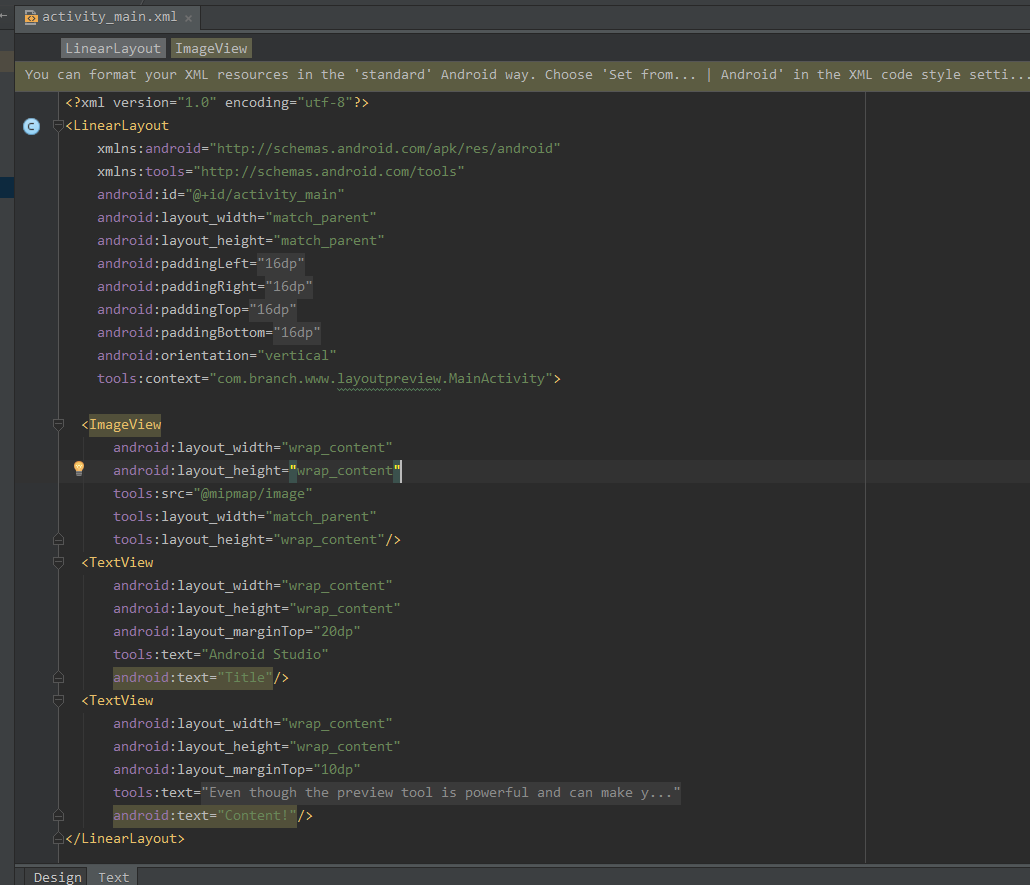 activity_main.xml
LinearLayout ImageView
You can format your XML resources in the 'standard' Android way. Choose 'Set from... | Android' in the XML code style setti...
<?xml version="1.0" encoding="utf-8"?>
C
<LinearLayout
xmlns:android="http://schemas.android.com/apk/res/android"
xmlns:tools="http://schemas.android.com/tools"
android:id="@+id/activity_main"
android:layout_width="match_parent"
android:layout_height="match_parent"
android:paddingLeft="16dp"
android:paddingRight="16dp"
android:paddingTop="16dp"
android:paddingBottom="16dp"
android:orientation="vertical"
tools:context="com.branch.www.layoutpreview.MainActivity">
<ImageView
android:layout_width="wrap_content"
android:layout_height="wrap_content"
tools:src="@mipmap/image"
tools:layout_width="match_parent"
tools:layout_height="wrap_content"/>
<TextView
android:layout_width="wrap_content"
android:layout_height="wrap_content"
android:layout_marginTop="20dp"
tools:text="Android Studio"
android:text="Title"/>
<TextView
android:layout_width="wrap_content"
android:layout_height="wrap_content"
android:layout_marginTop="10dp"
tools:text="Even though the preview tool is powerful and can make y..."
android:text="Content!"/>
</LinearLayout>
Design Text